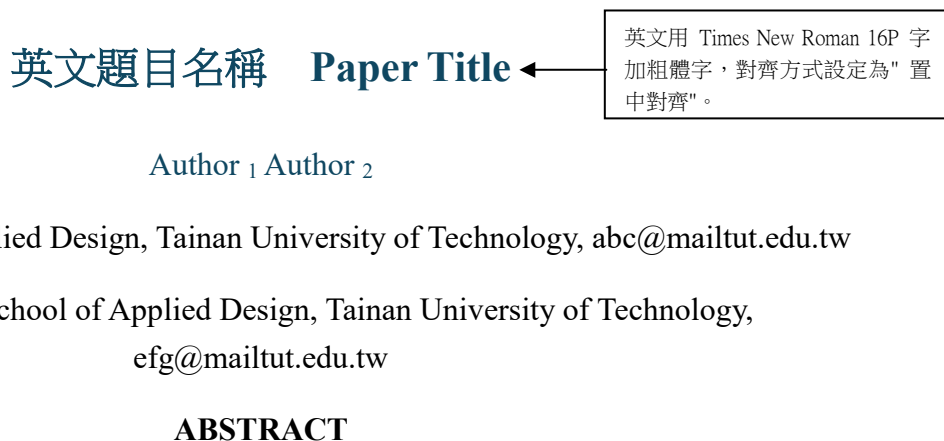 英文題目名稱 Paper Title
英文用 Times New Roman 16P 字
加粗體字,對齊方式設定為" 置
中對齊"。
Author 1 Author 2
Design, Tainan University of Technology, abc@mailtut.edu.tw
of Applied Design, Tainan University of Technology,
efg@mailtut.edu.tw
ABSTRACT